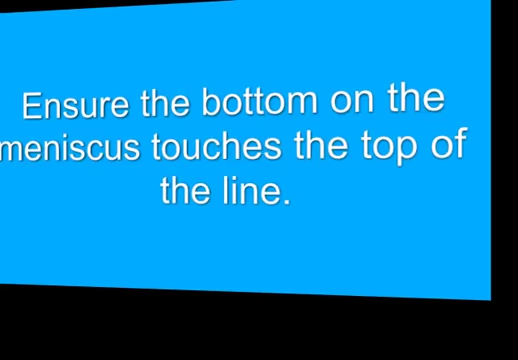 Ensure the bottom on the
meniscus touches the top of
the line.